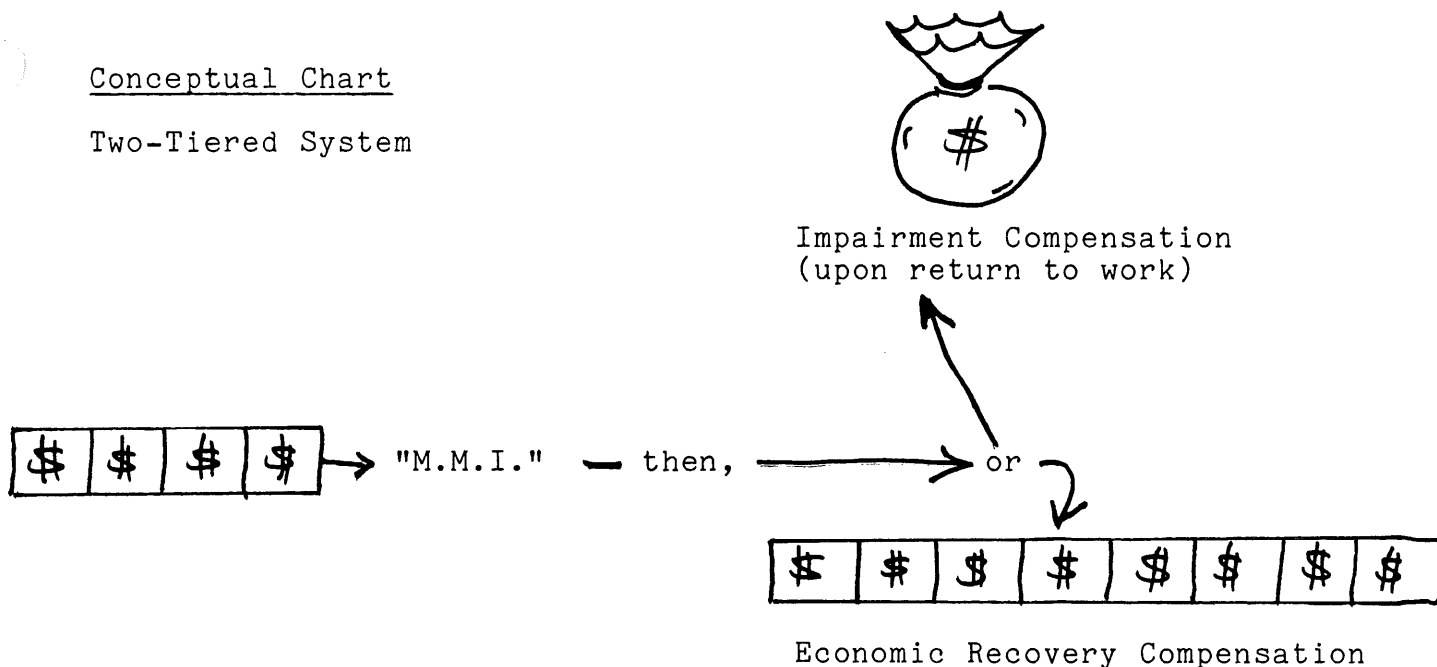 Conceptual Chart
Two-Tiered System
$
Impairment Compensation
(upon return to work)
$ $ $ $ "M.M.I." — then, or
$ $ $ $ $ $ $ $
Economic Recovery Compensation